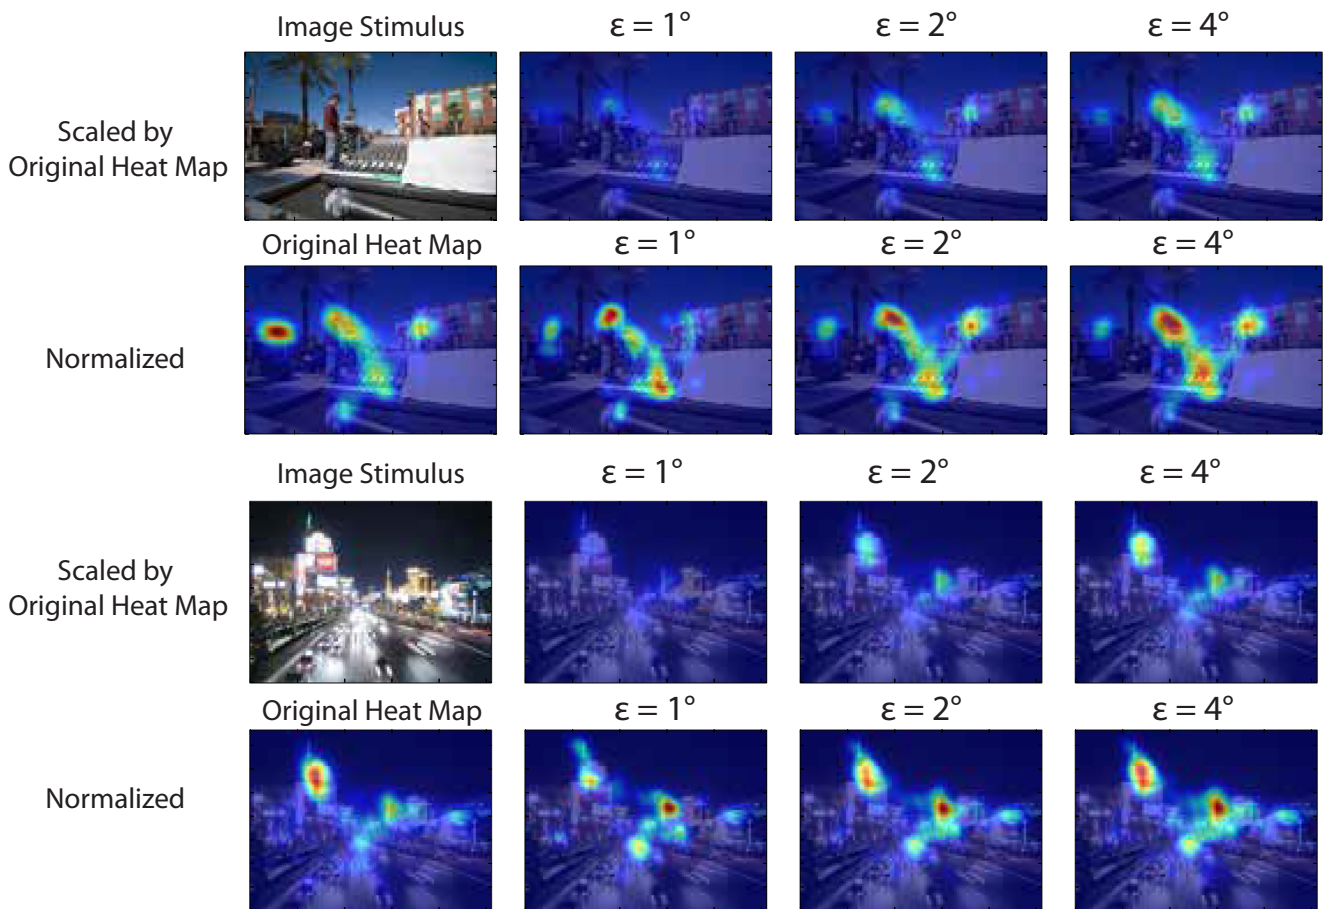 Image Stimulus ε = 1° ε = 2° ε = 4°
Scaled by
Original Heat Map
Original Heat Map ε = 1° ε = 2° ε = 4°
Normalized
Image Stimulus ε = 1° ε = 2° ε = 4°
Scaled by
Original Heat Map
Original Heat Map ε = 1° ε = 2° ε = 4°
Normalized